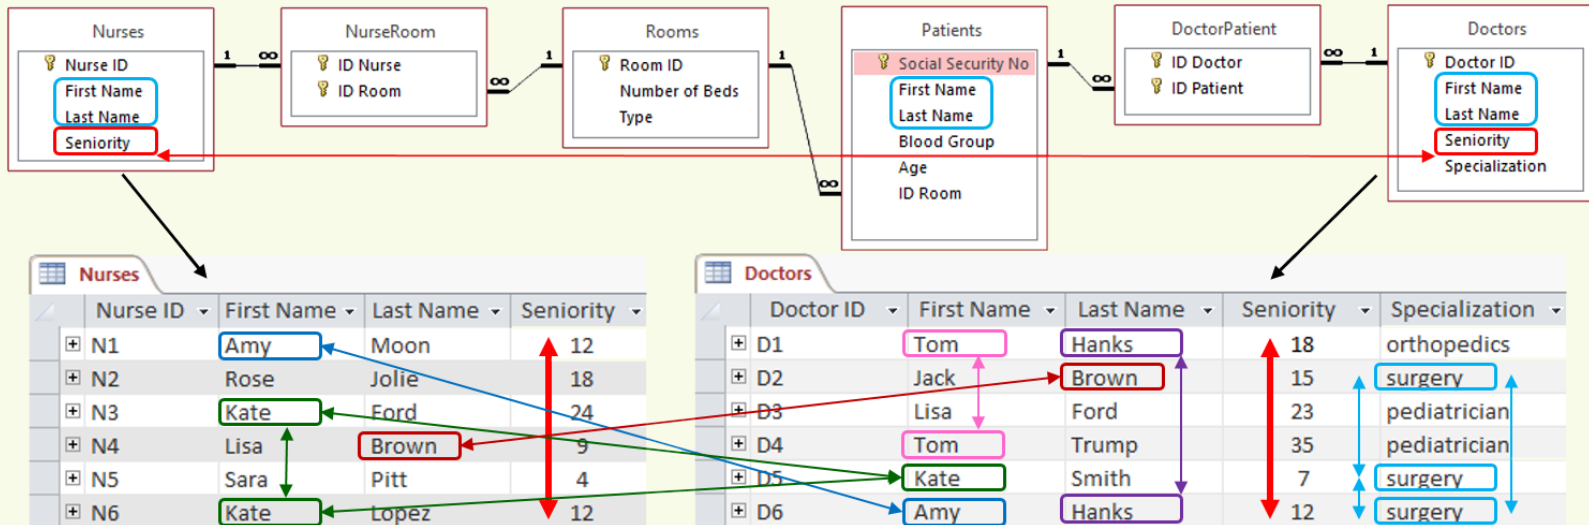 Nurses
Nurse ID
First Name
Last Name
Seniority
1 ∞
NurseRoom
ID Nurse
ID Room
∞ 1
Rooms
Room ID
Number of Beds
Type
1 ∞
Patients
Social Security No
First Name
Last Name
Blood Group
Age
ID Room
1 ∞
DoctorPatient
ID Doctor
ID Patient
∞ 1
Doctors
Doctor ID
First Name
Last Name
Seniority
Specialization
Nurses
Nurse ID First Name Last Name Seniority
N1 Amy Moon 12
N2 Rose Jolie 18
N3 Kate Ford 24
N4 Lisa Brown 9
N5 Sara Pitt 4
N6 Kate Lopez 12
Doctors
Doctor ID First Name Last Name Seniority Specialization
D1 Tom Hanks 18 orthopedics
D2 Jack Brown 15 surgery
D3 Lisa Ford 23 pediatrician
D4 Tom Trump 35 pediatrician
D5 Kate Smith 7 surgery
D6 Amy Hanks 12 surgery